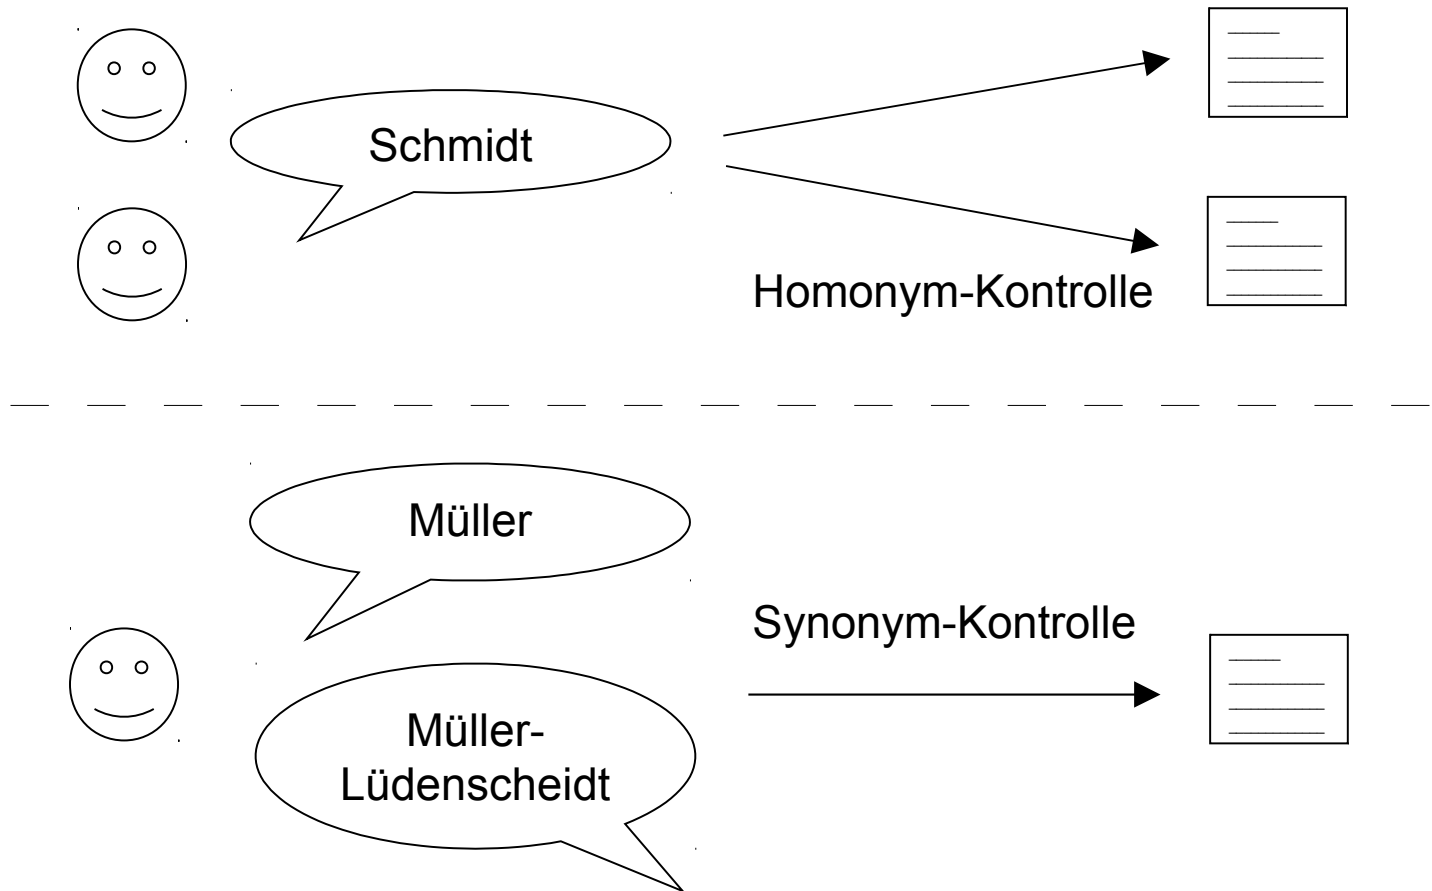 Schmidt
Homonym-Kontrolle
Müller
Synonym-Kontrolle
Müller-
Lüdenscheidt